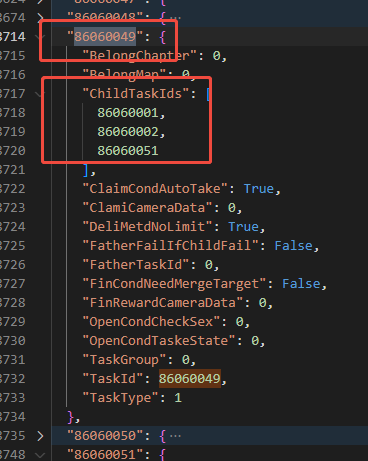 3674 > "86060048": { ···
3714 "86060049": {
3715 "BelongChapter": 0,
3716 "BelongMap": 0,
3717 "ChildTaskIds": [
3718 86060001,
3719 86060002,
3720 86060051
3721 ],
3722 "ClaimCondAutoTake": True,
3723 "ClamiCameraData": 0,
3724 "DeliMetdNoLimit": True,
3725 "FatherFailIfChildFail": False,
3726 "FatherTaskId": 0,
3727 "FinCondNeedMergeTarget": False,
3728 "FinRewardCameraData": 0,
3729 "OpenCondCheckSex": 0,
3730 "OpenCondTaskeState": 0,
3731 "TaskGroup": 0,
3732 "TaskId": 86060049,
3733 "TaskType": 1
3734 },
3735 > "86060050": { ···
3748 "86060051": {